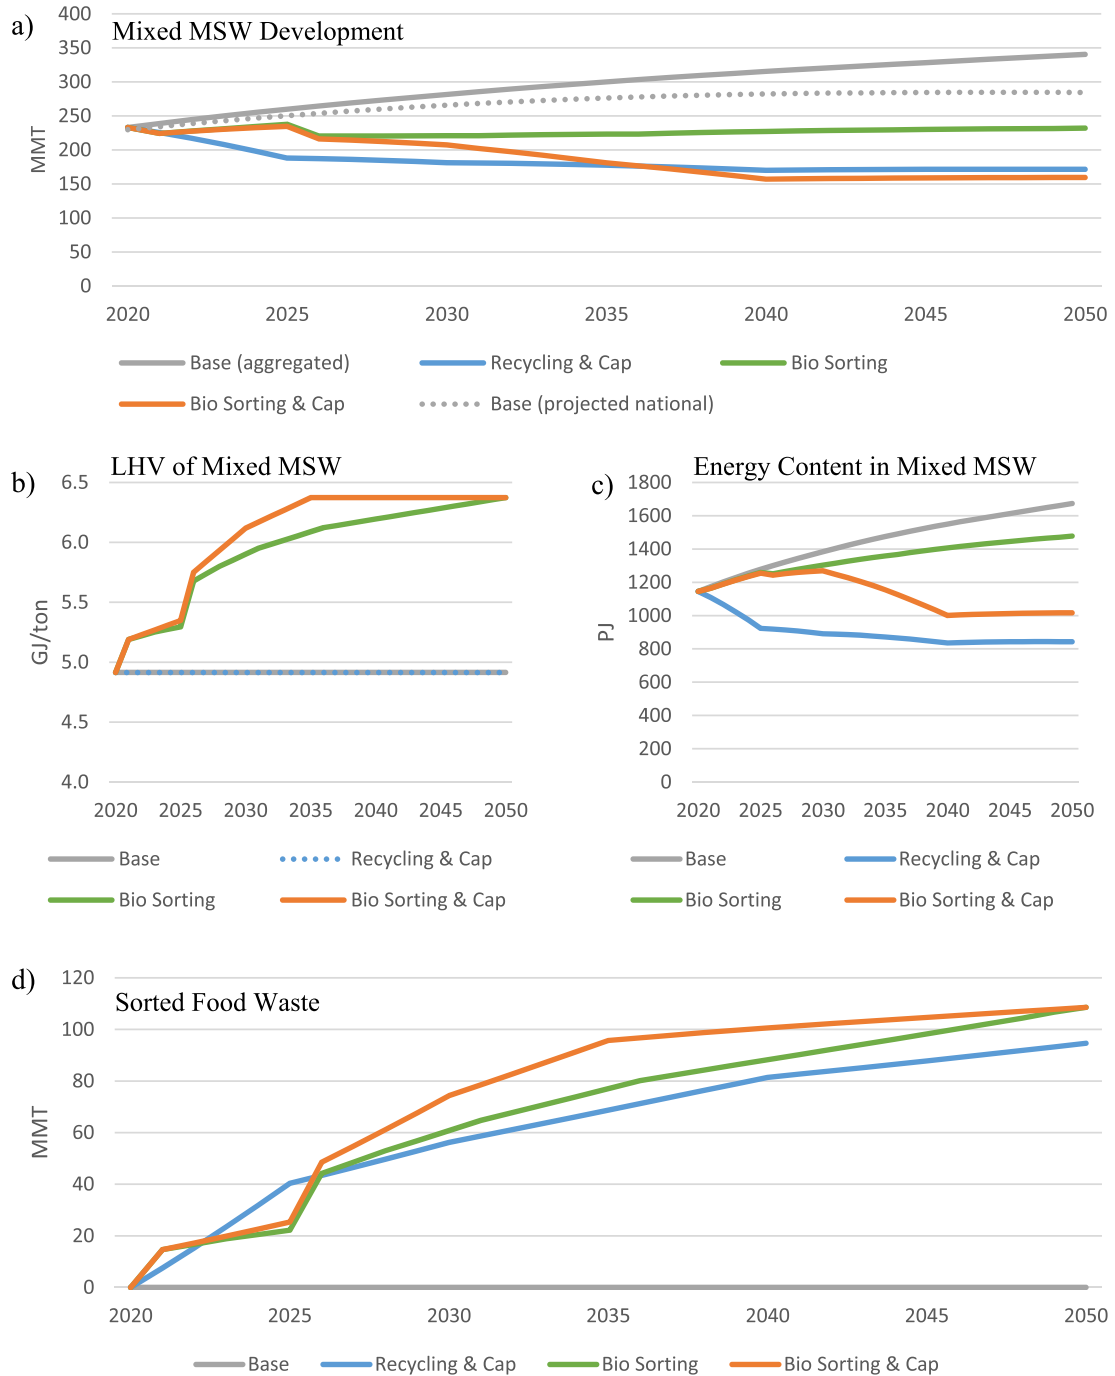 a)
Mixed MSW Development
400
350
300
250
200
150
100
50
0
MMT
2020 2025 2030 2035 2040 2045 2050
Base (aggregated) Recycling & Cap Bio Sorting
Bio Sorting & Cap Base (projected national)
b)
LHV of Mixed MSW
6.5
6.0
5.5
5.0
4.5
4.0
GJ/ton
2020 2025 2030 2035 2040 2045 2050
Base Recycling & Cap
Bio Sorting Bio Sorting & Cap
c)
Energy Content in Mixed MSW
1800
1600
1400
1200
1000
800
600
400
200
0
PJ
2020 2025 2030 2035 2040 2045 2050
Base Recycling & Cap
Bio Sorting Bio Sorting & Cap
d)
Sorted Food Waste
120
100
80
60
40
20
0
MMT
2020 2025 2030 2035 2040 2045 2050
Base Recycling & Cap Bio Sorting Bio Sorting & Cap